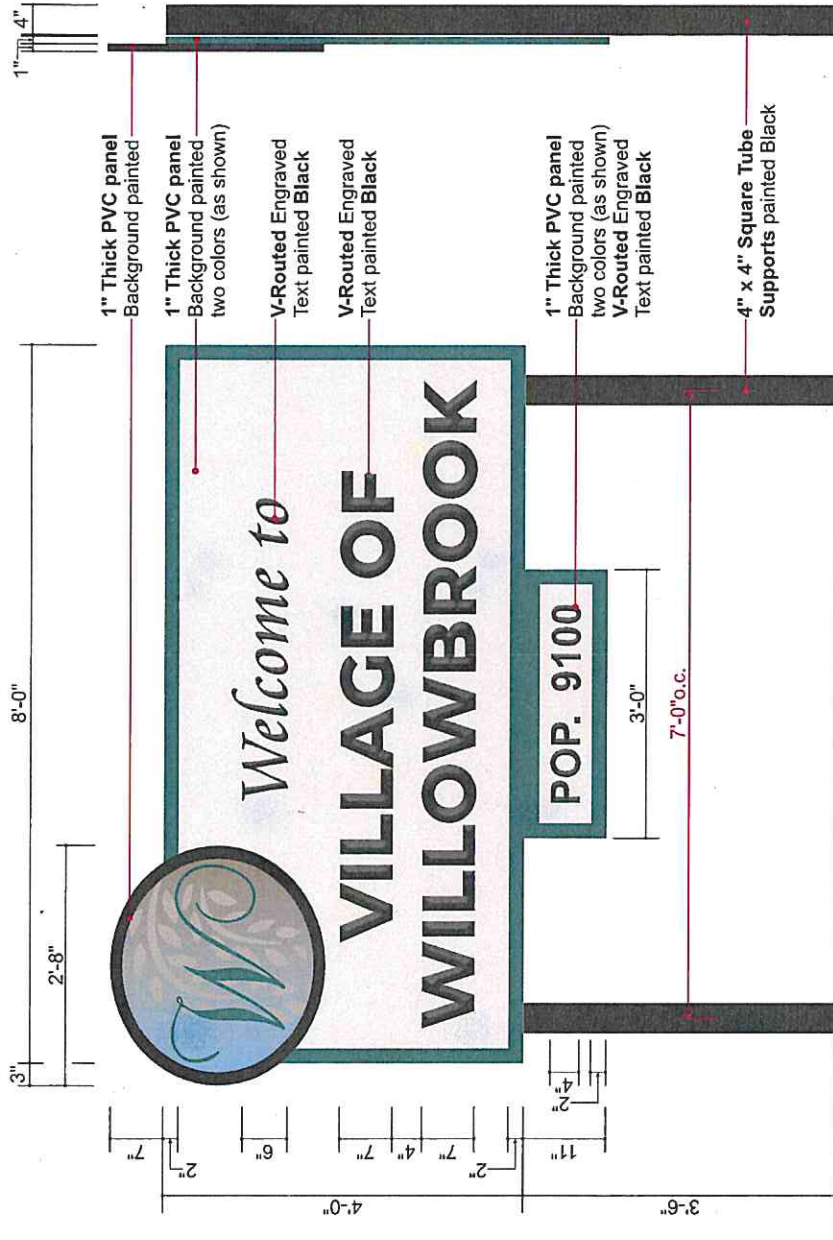 8'-0"
3"
2'-8"
1"
4"
1" Thick PVC panel
Background painted
1" Thick PVC panel
Background painted
two colors (as shown)
V-Routed Engraved
Text painted Black
V-Routed Engraved
Text painted Black
1" Thick PVC panel
Background painted
two colors (as shown)
V-Routed Engraved
Text painted Black
4" x 4" Square Tube
Supports painted Black
W
Welcome to
VILLAGE OF
WILLOWBROOK
POP. 9100
3'-0"
7'-0"o.c.
7"
2"
6"
7"
4"
7"
2"
11"
4"
2"
4'-0"
3'-6"